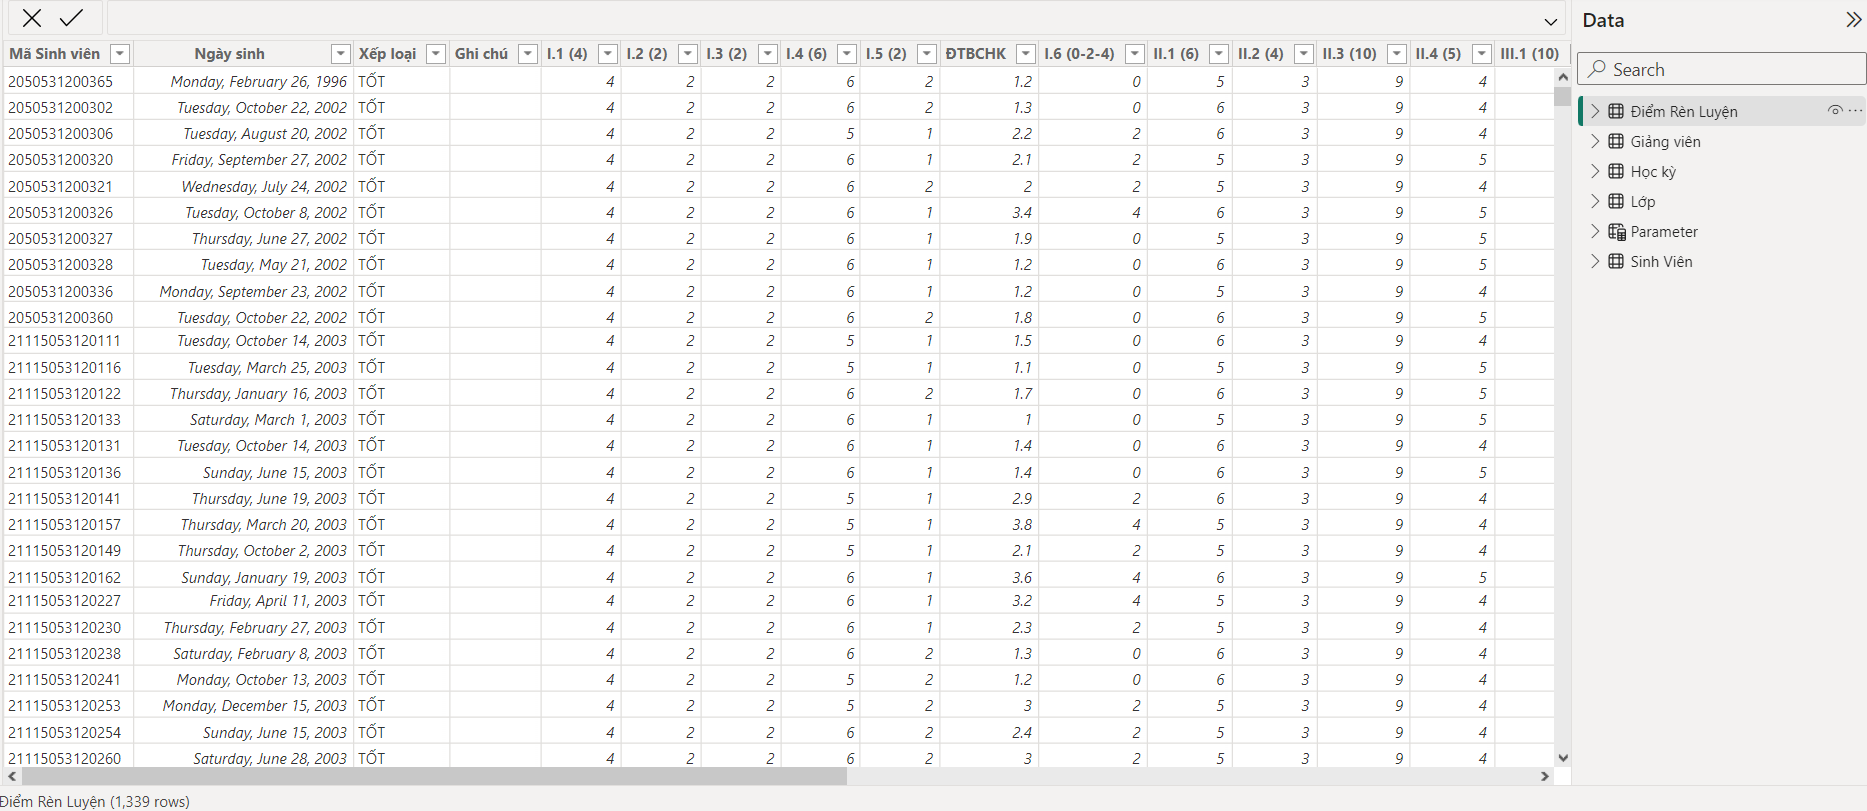 Data
Mã Sinh viên Ngày sinh Xếp loại Ghi chú I.1 (4) I.2 (2) I.3 (2) I.4 (6) I.5 (2) ĐTBCHK I.6 (0-2-4) II.1 (6) II.2 (4) II.3 (10) II.4 (5) III.1 (10)
2050531200365 Monday, February 26, 1996 TỐT 4 2 2 6 2 1.2 0 5 3 9 4
2050531200302 Tuesday, October 22, 2002 TỐT 4 2 2 6 2 1.3 0 6 3 9 4
2050531200306 Tuesday, August 20, 2002 TỐT 4 2 2 5 1 2.2 2 6 3 9 4
2050531200320 Friday, September 27, 2002 TỐT 4 2 2 6 1 2.1 2 5 3 9 5
2050531200321 Wednesday, July 24, 2002 TỐT 4 2 2 6 2 2 2 5 3 9 4
2050531200326 Tuesday, October 8, 2002 TỐT 4 2 2 6 1 3.4 4 6 3 9 5
2050531200327 Thursday, June 27, 2002 TỐT 4 2 2 6 1 1.9 0 5 3 9 5
2050531200328 Tuesday, May 21, 2002 TỐT 4 2 2 6 1 1.2 0 6 3 9 5
2050531200336 Monday, September 23, 2002 TỐT 4 2 2 6 1 1.2 0 5 3 9 4
2050531200360 Tuesday, October 22, 2002 TỐT 4 2 2 6 2 1.8 0 6 3 9 5
21115053120111 Tuesday, October 14, 2003 TỐT 4 2 2 5 1 1.5 0 6 3 9 4
21115053120116 Tuesday, March 25, 2003 TỐT 4 2 2 5 1 1.1 0 5 3 9 5
21115053120122 Thursday, January 16, 2003 TỐT 4 2 2 6 2 1.7 0 6 3 9 5
21115053120133 Saturday, March 1, 2003 TỐT 4 2 2 6 1 1 0 5 3 9 5
21115053120131 Tuesday, October 14, 2003 TỐT 4 2 2 6 1 1.4 0 6 3 9 4
21115053120136 Sunday, June 15, 2003 TỐT 4 2 2 6 1 1.4 0 6 3 9 5
21115053120141 Thursday, June 19, 2003 TỐT 4 2 2 5 1 2.9 2 6 3 9 4
21115053120157 Thursday, March 20, 2003 TỐT 4 2 2 5 1 3.8 4 5 3 9 4
21115053120149 Thursday, October 2, 2003 TỐT 4 2 2 5 1 2.1 2 5 3 9 4
21115053120162 Sunday, January 19, 2003 TỐT 4 2 2 6 1 3.6 4 6 3 9 5
21115053120227 Friday, April 11, 2003 TỐT 4 2 2 6 1 3.2 4 5 3 9 4
21115053120230 Thursday, February 27, 2003 TỐT 4 2 2 6 1 2.3 2 5 3 9 4
21115053120238 Saturday, February 8, 2003 TỐT 4 2 2 6 2 1.3 0 6 3 9 4
21115053120241 Monday, October 13, 2003 TỐT 4 2 2 5 2 1.2 0 6 3 9 4
21115053120253 Monday, December 15, 2003 TỐT 4 2 2 5 2 3 2 5 3 9 4
21115053120254 Sunday, June 15, 2003 TỐT 4 2 2 6 2 2.4 2 5 3 9 4
21115053120260 Saturday, June 28, 2003 TỐT 4 2 2 6 2 3 2 5 3 9 4
Search
Điểm Rèn Luyện
Giảng viên
Học kỳ
Lớp
Parameter
Sinh Viên
Điểm Rèn Luyện (1,339 rows)